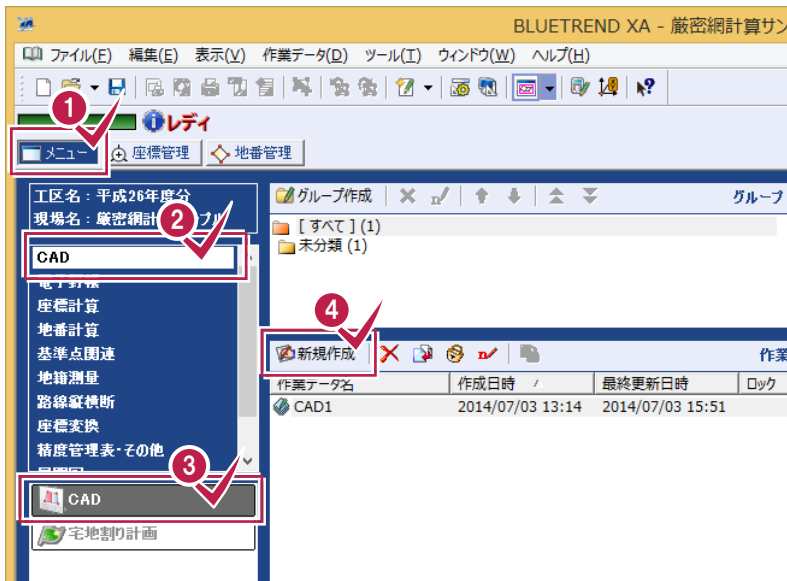 BLUETREND XA - 厳密網計算サン
ファイル(F) 編集(E) 表示(V) 作業データ(D) ツール(T) ウィンドウ(W) ヘルプ(H)
1
レディ
メニュー 座標管理 地番管理
工区名：平成26年度分
現場名：厳密網計 プル
2
CAD
電子野帳
座標計算
地番計算
基準点関連
地籍測量
路線縦横断
座標変換
精度管理表・その他
3
CAD
宅地割り計画
グループ作成 グループ
[すべて] (1)
未分類 (1)
4
新規作成 作業
作業データ名 作成日時 最終更新日時 ロック
CAD1 2014/07/03 13:14 2014/07/03 15:51